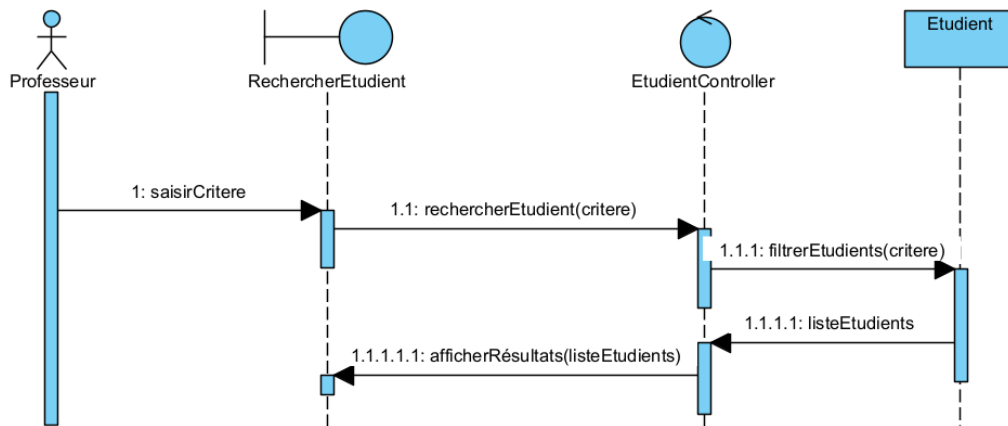 Etudient
Professeur
RechercherEtudient
EtudientController
1: saisirCritere
1.1: rechercherEtudient(critere)
1.1.1: filtrerEtudients(critere)
1.1.1.1: listeEtudients
1.1.1.1.1: afficherRésultats(listeEtudients)